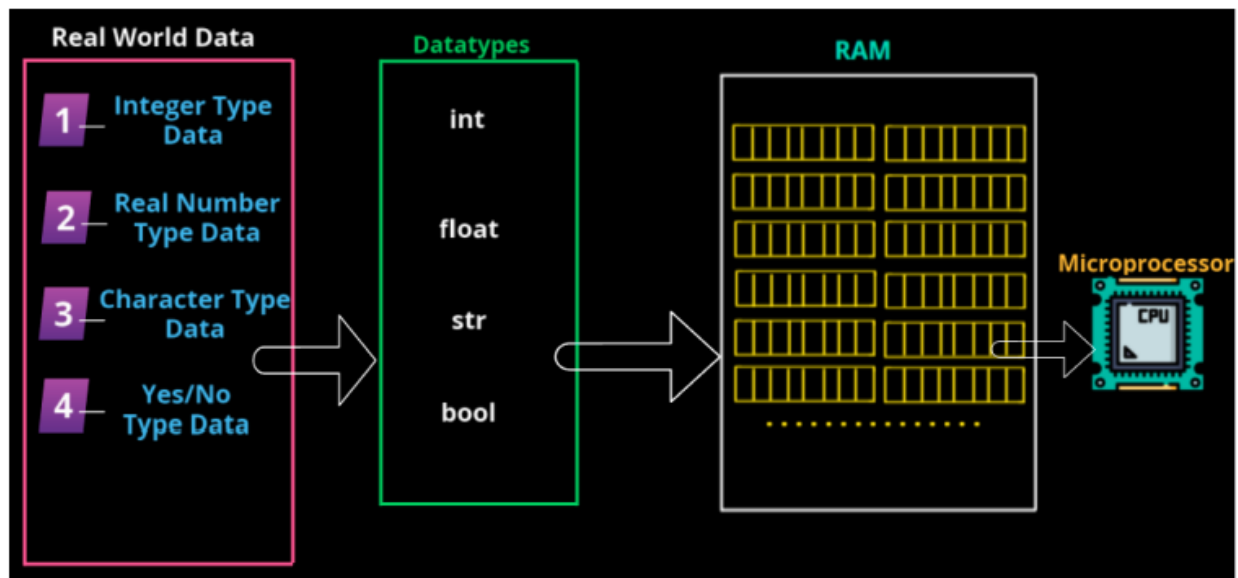 Real World Data
1
Integer Type
Data
2
Real Number
Type Data
3
Character Type
Data
4
Yes/No
Type Data
Datatypes
int
float
str
bool
RAM
Microprocessor
CPU